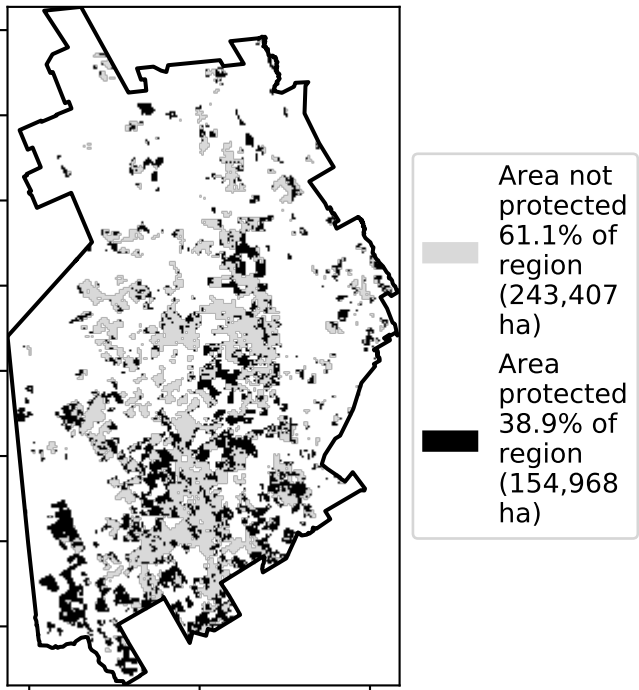 Area not
protected
61.1% of
region
(243,407
ha)
Area
protected
38.9% of
region
(154,968
ha)